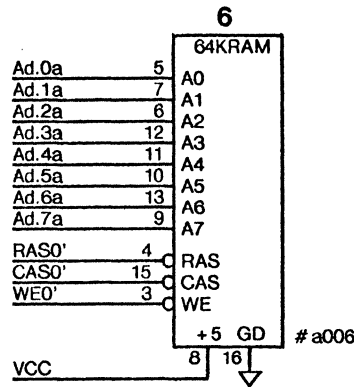 6
64KRAM
Ad.0a 5 A0
Ad.1a 7 A1
Ad.2a 6 A2
Ad.3a 12 A3
Ad.4a 11 A4
Ad.5a 10 A5
Ad.6a 13 A6
Ad.7a 9 A7
RAS0' 4 RAS
CAS0' 15 CAS
WE0' 3 WE
+5 GD #a006
8 16
VCC